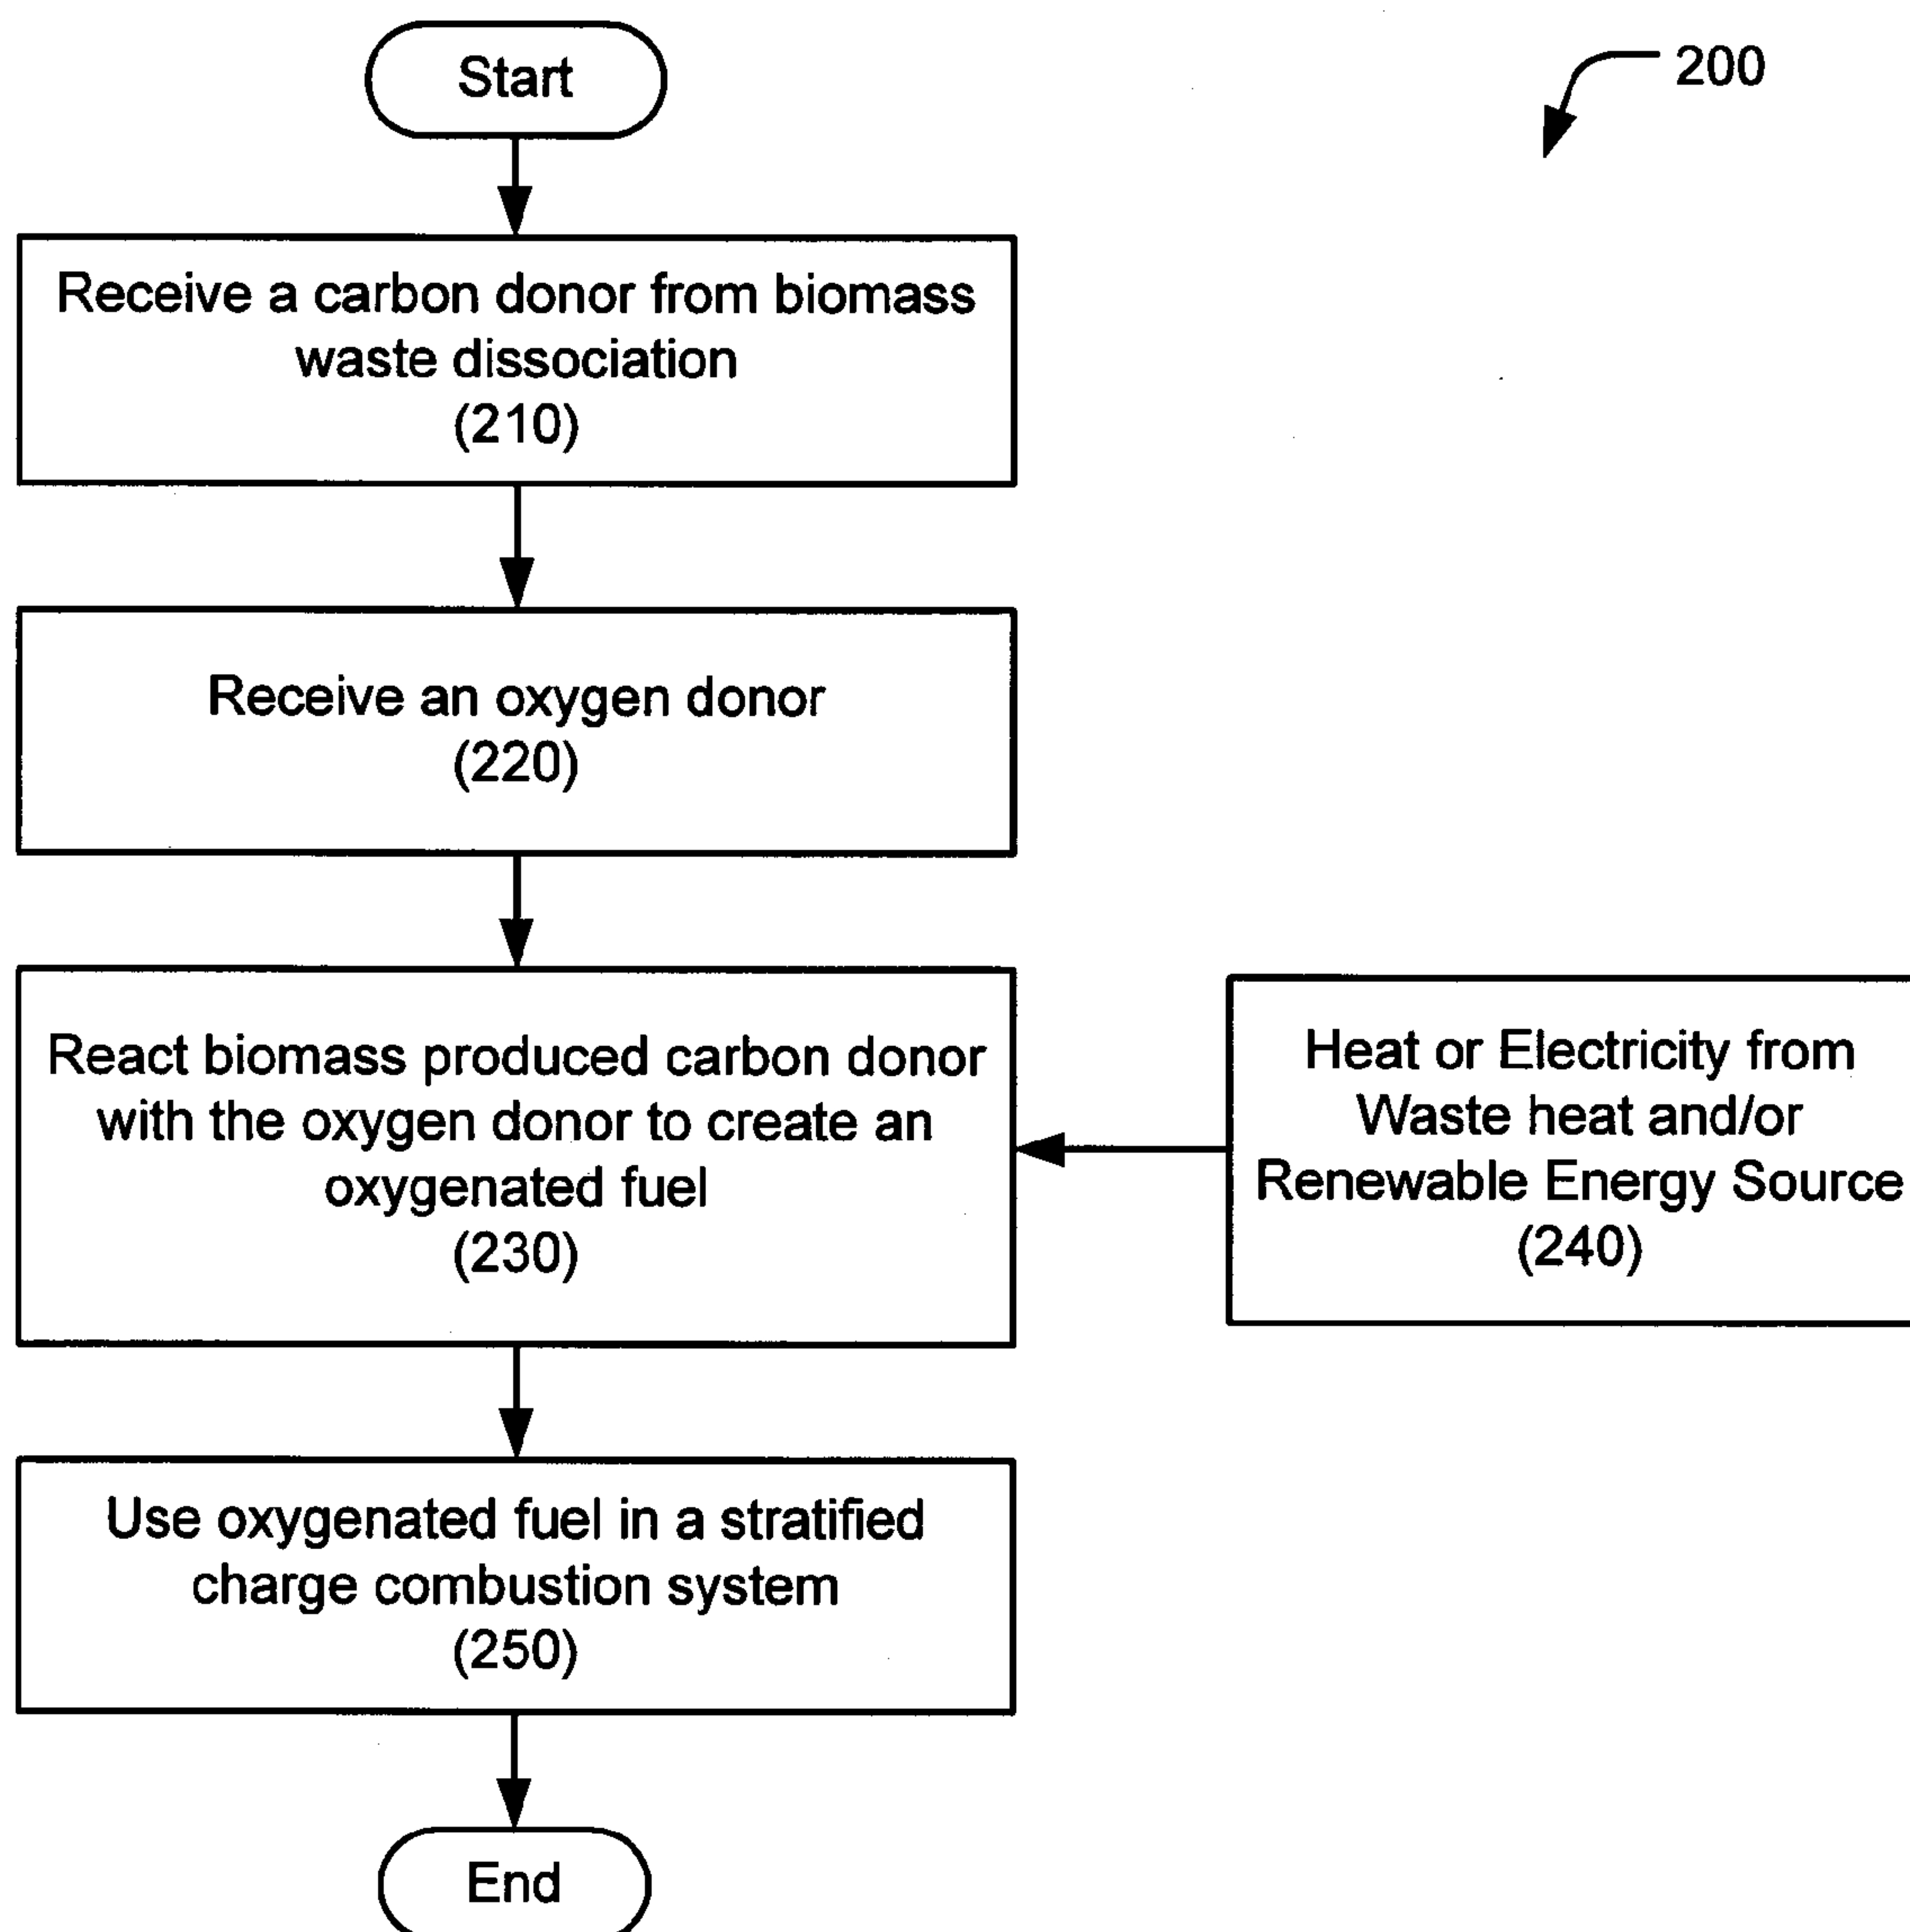 Start
200
Receive a carbon donor from biomass
waste dissociation
(210)
Receive an oxygen donor
(220)
React biomass produced carbon donor
with the oxygen donor to create an
oxygenated fuel
(230)
Heat or Electricity from
Waste heat and/or
Renewable Energy Source
(240)
Use oxygenated fuel in a stratified
charge combustion system
(250)
End